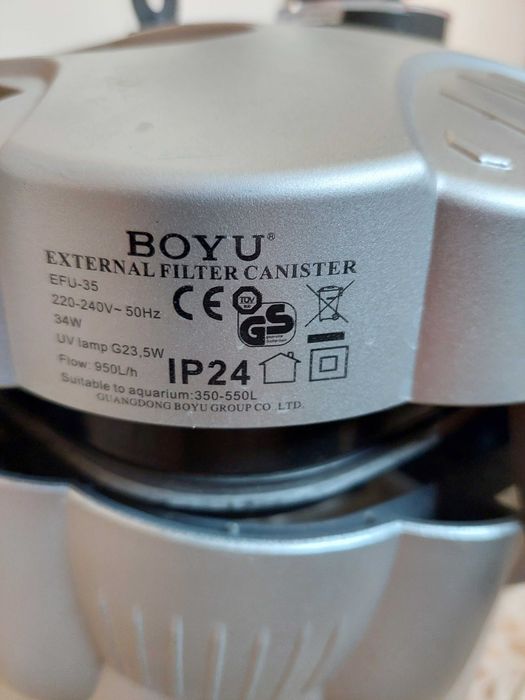 BOYU®
EXTERNAL FILTER CANISTER
EFU-35
220-240V~ 50Hz
34W
UV lamp G23,5W
Flow: 950L/h
Suitable to aquarium:350-550L
GUANGDONG BOYU GROUP CO.,LTD.
CE
TÜV
GS
IP24